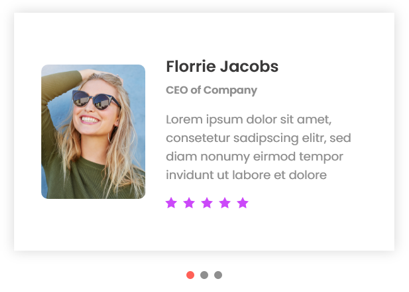 Florrie Jacobs
CEO of Company
Lorem ipsum dolor sit amet,
consetetur sadipscing elitr, sed
diam nonumy eirmod tempor
invidunt ut labore et dolore